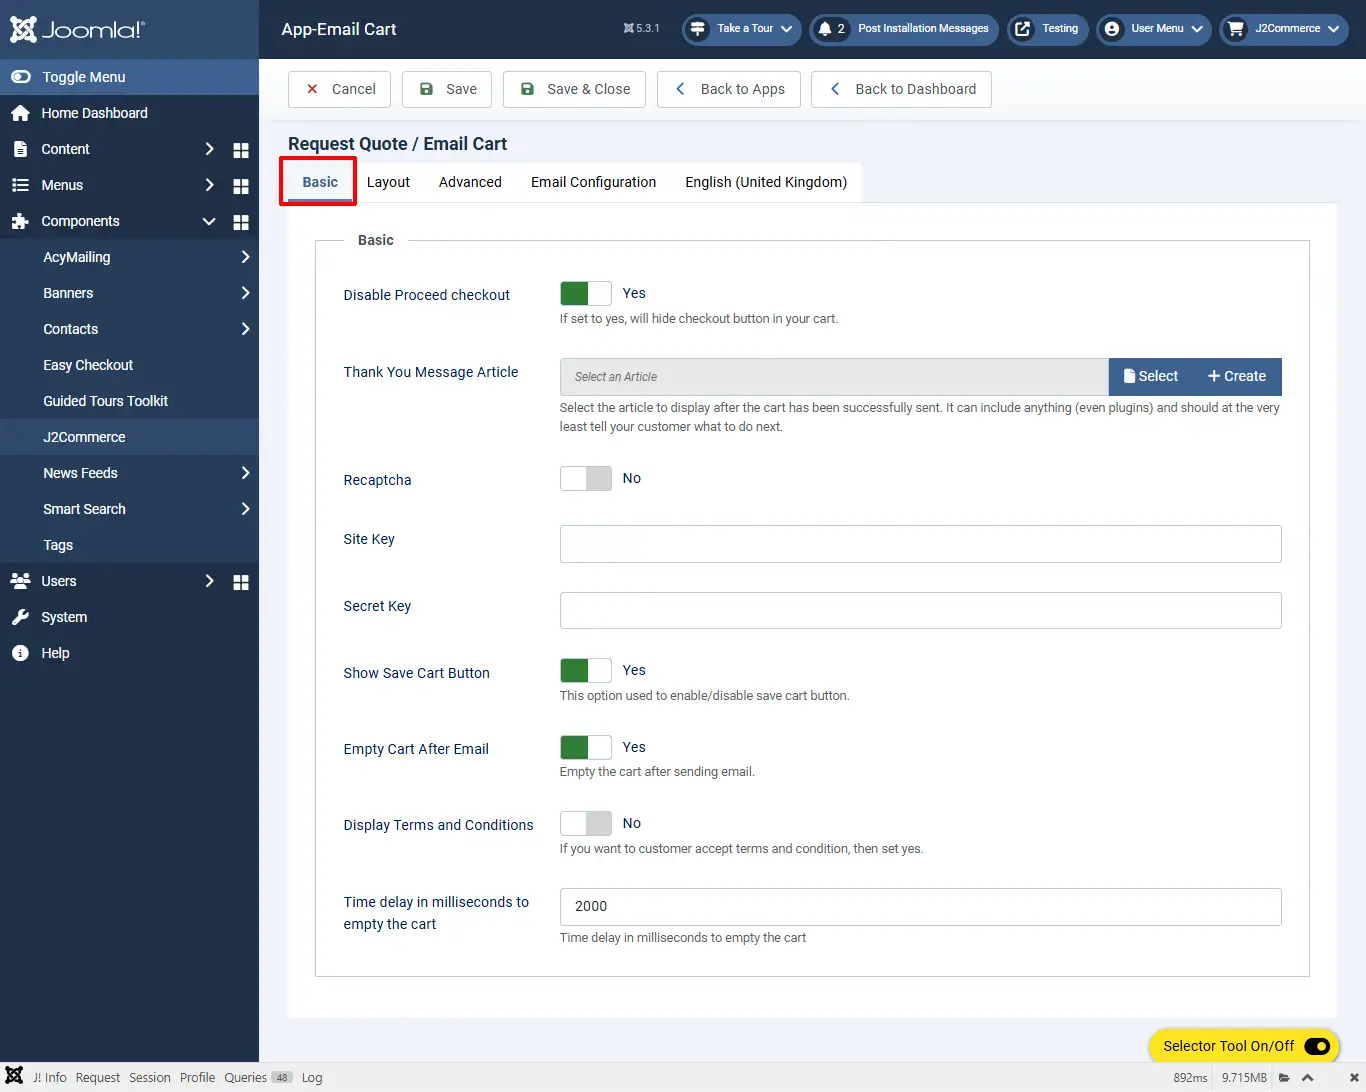 Joomla!
App-Email Cart
5.3.1
Take a Tour
2 Post Installation Messages
Testing
User Menu
J2Commerce
Toggle Menu
Home Dashboard
Content
Menus
Components
AcyMailing
Banners
Contacts
Easy Checkout
Guided Tours Toolkit
J2Commerce
News Feeds
Smart Search
Tags
Users
System
Help
Cancel
Save
Save & Close
Back to Apps
Back to Dashboard
Request Quote / Email Cart
Basic
Layout
Advanced
Email Configuration
English (United Kingdom)
Basic
Disable Proceed checkout
Yes
If set to yes, will hide checkout button in your cart.
Thank You Message Article
Select an Article
Select
Create
Select the article to display after the cart has been successfully sent. It can include anything (even plugins) and should at the very
least tell your customer what to do next.
Recaptcha
No
Site Key
Secret Key
Show Save Cart Button
Yes
This option used to enable/disable save cart button.
Empty Cart After Email
Yes
Empty the cart after sending email.
Display Terms and Conditions
No
If you want to customer accept terms and condition, then set yes.
Time delay in milliseconds to
empty the cart
2000
Time delay in milliseconds to empty the cart
Selector Tool On/Off
J! Info
Request
Session
Profile
Queries 48
Log
892ms
9.715MB